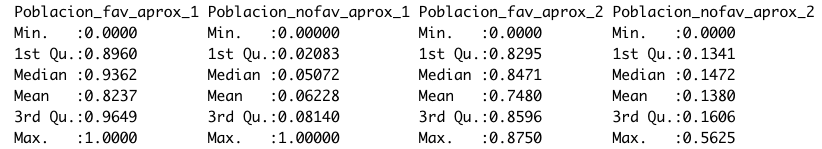 Poblacion_fav_aprox_1 Poblacion_nofav_aprox_1 Poblacion_fav_aprox_2 Poblacion_nofav_aprox_2
Min.   :0.0000        Min.   :0.00000         Min.   :0.0000        Min.   :0.0000
1st Qu.:0.8960        1st Qu.:0.02083         1st Qu.:0.8295        1st Qu.:0.1341
Median :0.9362        Median :0.05072         Median :0.8471        Median :0.1472
Mean   :0.8237        Mean   :0.06228         Mean   :0.7480        Mean   :0.1380
3rd Qu.:0.9649        3rd Qu.:0.08140         3rd Qu.:0.8596        3rd Qu.:0.1606
Max.   :1.0000        Max.   :1.00000         Max.   :0.8750        Max.   :0.5625